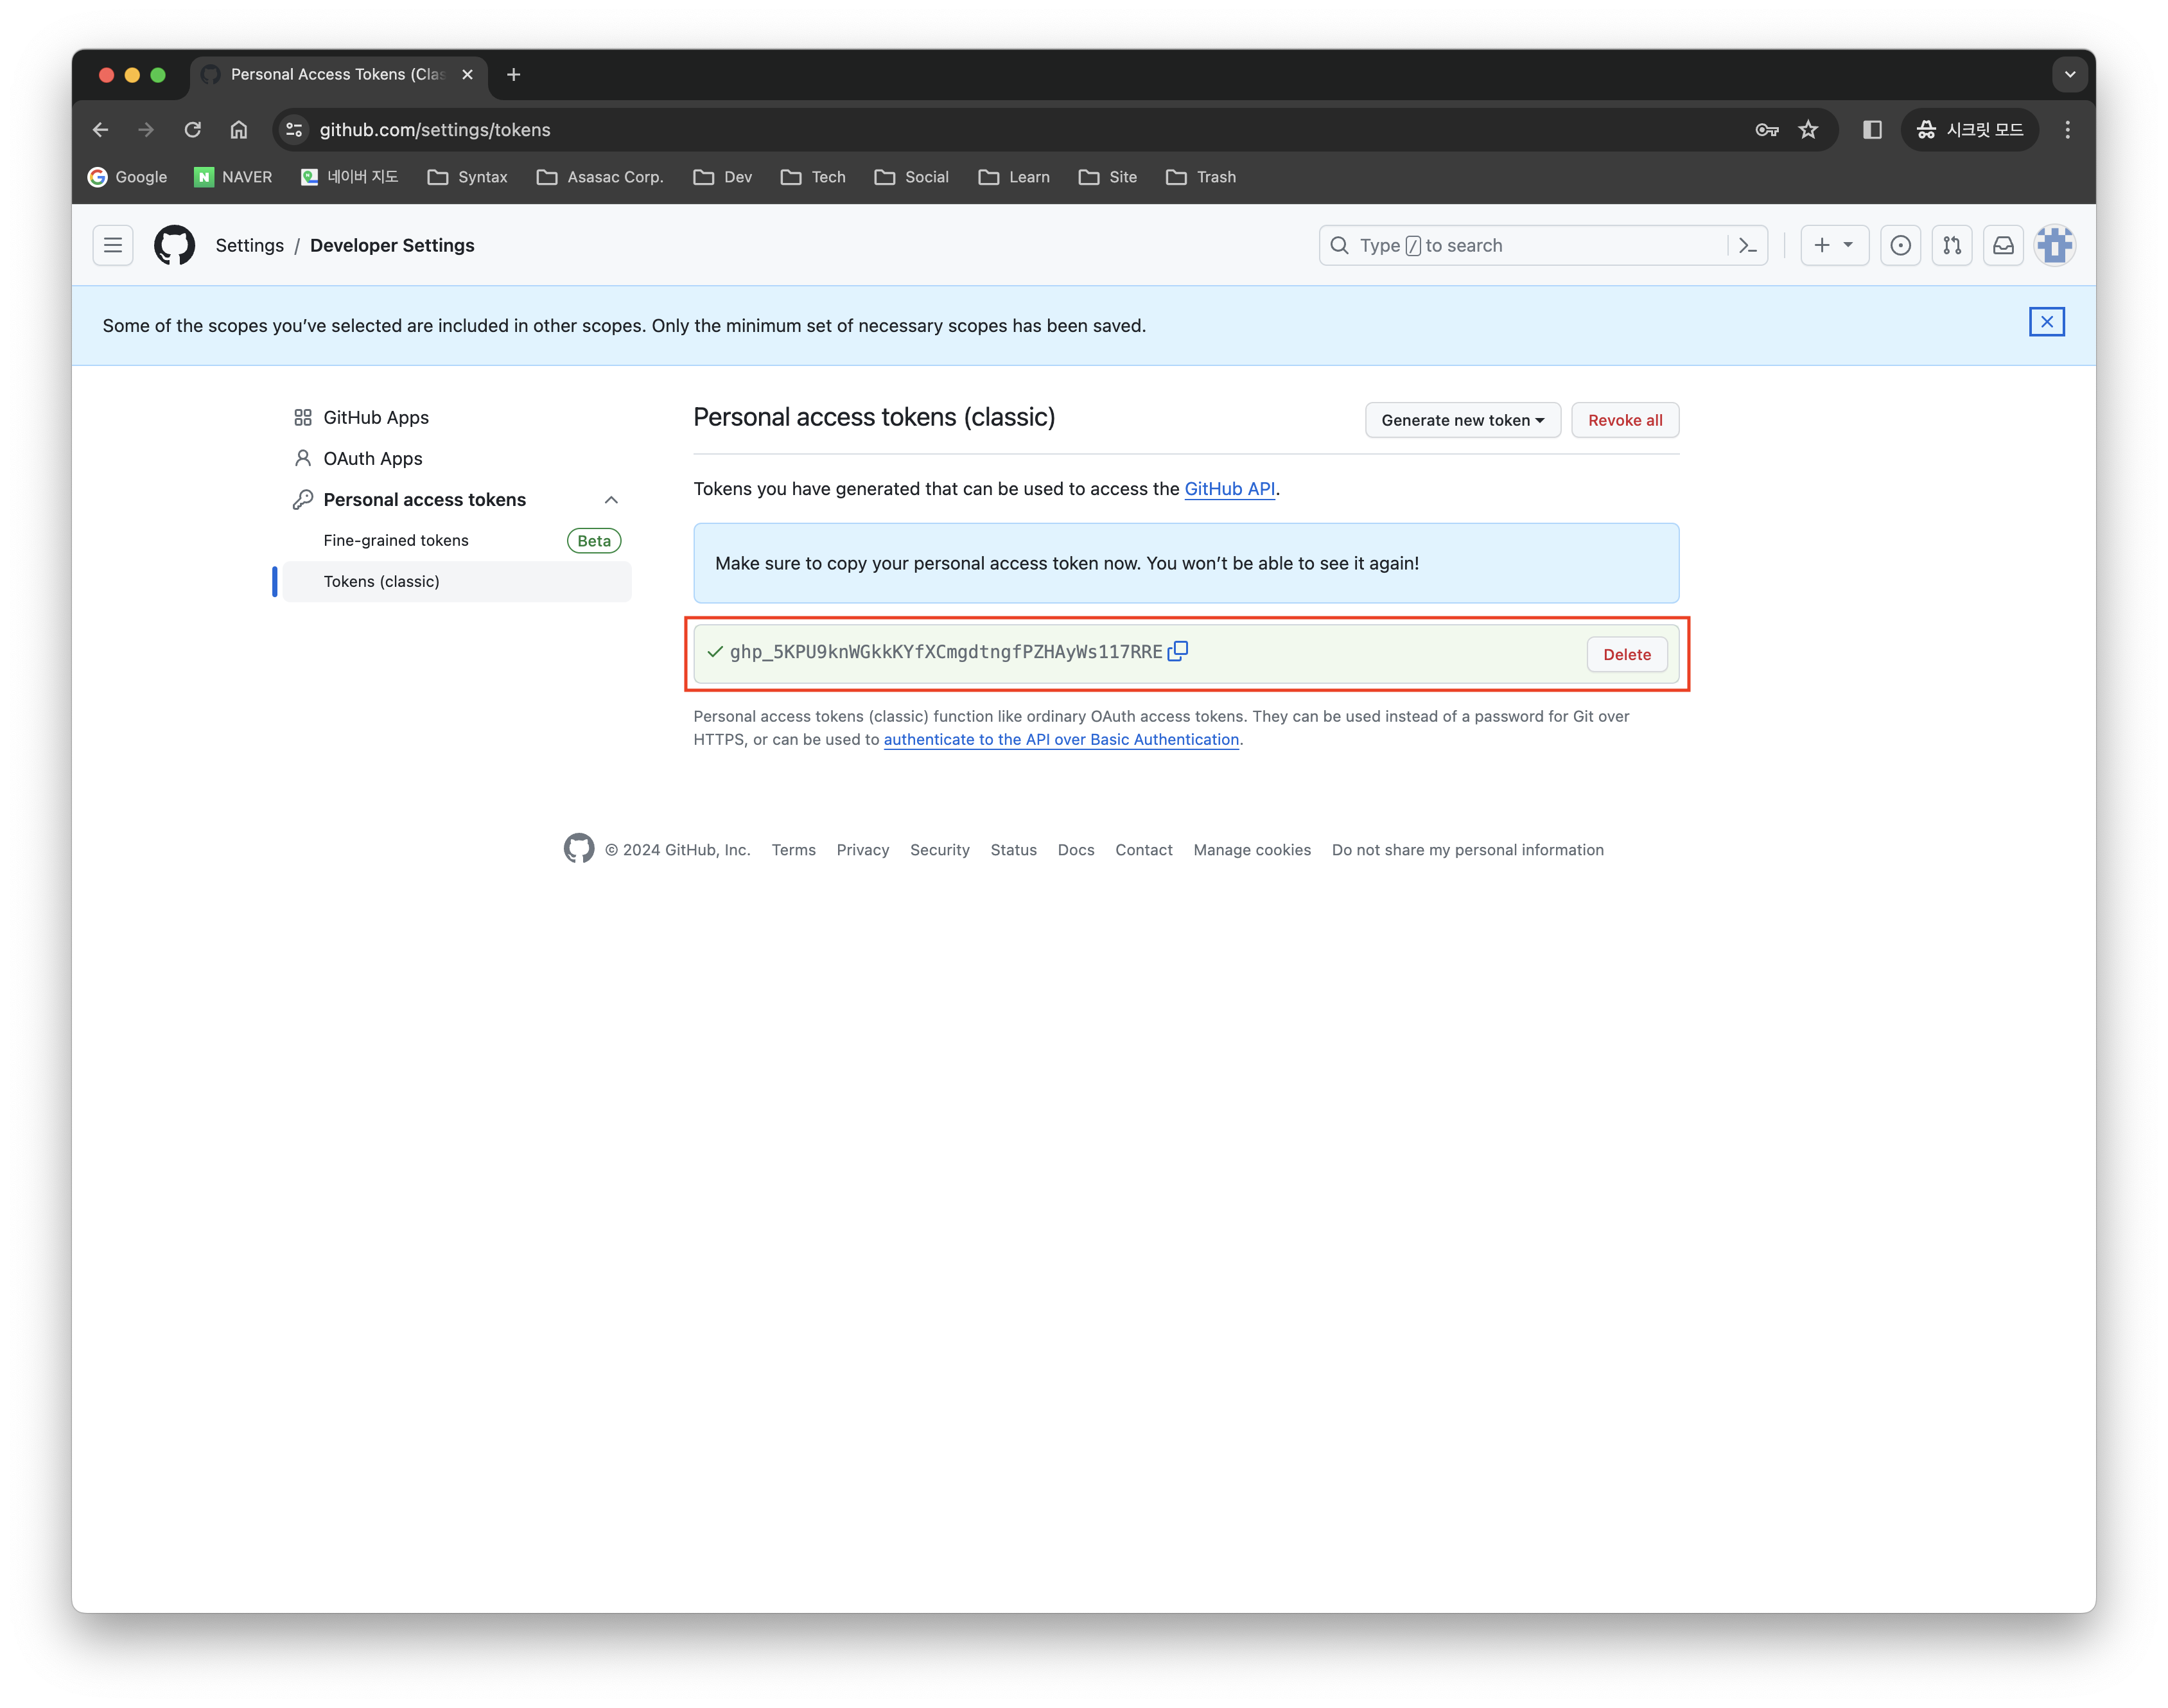 Personal Access Tokens (Clas
github.com/settings/tokens
시크릿 모드
Google NAVER 네이버 지도 Syntax Asasac Corp. Dev Tech Social Learn Site Trash
Settings / Developer Settings
Type / to search
Some of the scopes you’ve selected are included in other scopes. Only the minimum set of necessary scopes has been saved.
GitHub Apps
OAuth Apps
Personal access tokens
Fine-grained tokens Beta
Tokens (classic)
Personal access tokens (classic)
Generate new token
Revoke all
Tokens you have generated that can be used to access the GitHub API.
Make sure to copy your personal access token now. You won’t be able to see it again!
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
Delete
Personal access tokens (classic) function like ordinary OAuth access tokens. They can be used instead of a password for Git over
HTTPS, or can be used to authenticate to the API over Basic Authentication.
© 2024 GitHub, Inc. Terms Privacy Security Status Docs Contact Manage cookies Do not share my personal information